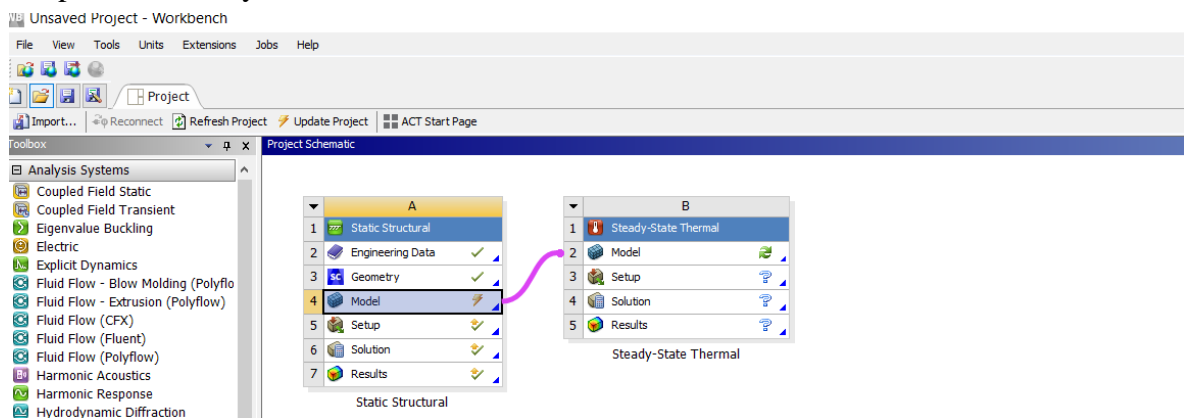 Unsaved Project - Workbench
File View Tools Units Extensions Jobs Help
Project
Import... Reconnect Refresh Project Update Project ACT Start Page
Toolbox
Project Schematic
Analysis Systems
Coupled Field Static
Coupled Field Transient
Eigenvalue Buckling
Electric
Explicit Dynamics
Fluid Flow - Blow Molding (Polyflo
Fluid Flow - Extrusion (Polyflow)
Fluid Flow (CFX)
Fluid Flow (Fluent)
Fluid Flow (Polyflow)
Harmonic Acoustics
Harmonic Response
Hydrodynamic Diffraction
A
1 Static Structural
2 Engineering Data
3 SC Geometry
4 Model
5 Setup
6 Solution
7 Results
Static Structural
B
1 Steady-State Thermal
2 Model
3 Setup ?
4 Solution ?
5 Results ?
Steady-State Thermal